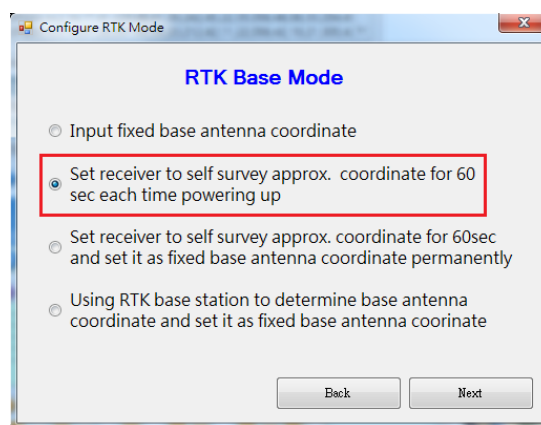 Configure RTK Mode
RTK Base Mode
Input fixed base antenna coordinate
Set receiver to self survey approx. coordinate for 60
sec each time powering up
Set receiver to self survey approx. coordinate for 60sec
and set it as fixed base antenna coordinate permanently
Using RTK base station to determine base antenna
coordinate and set it as fixed base antenna coorinate
Back
Next